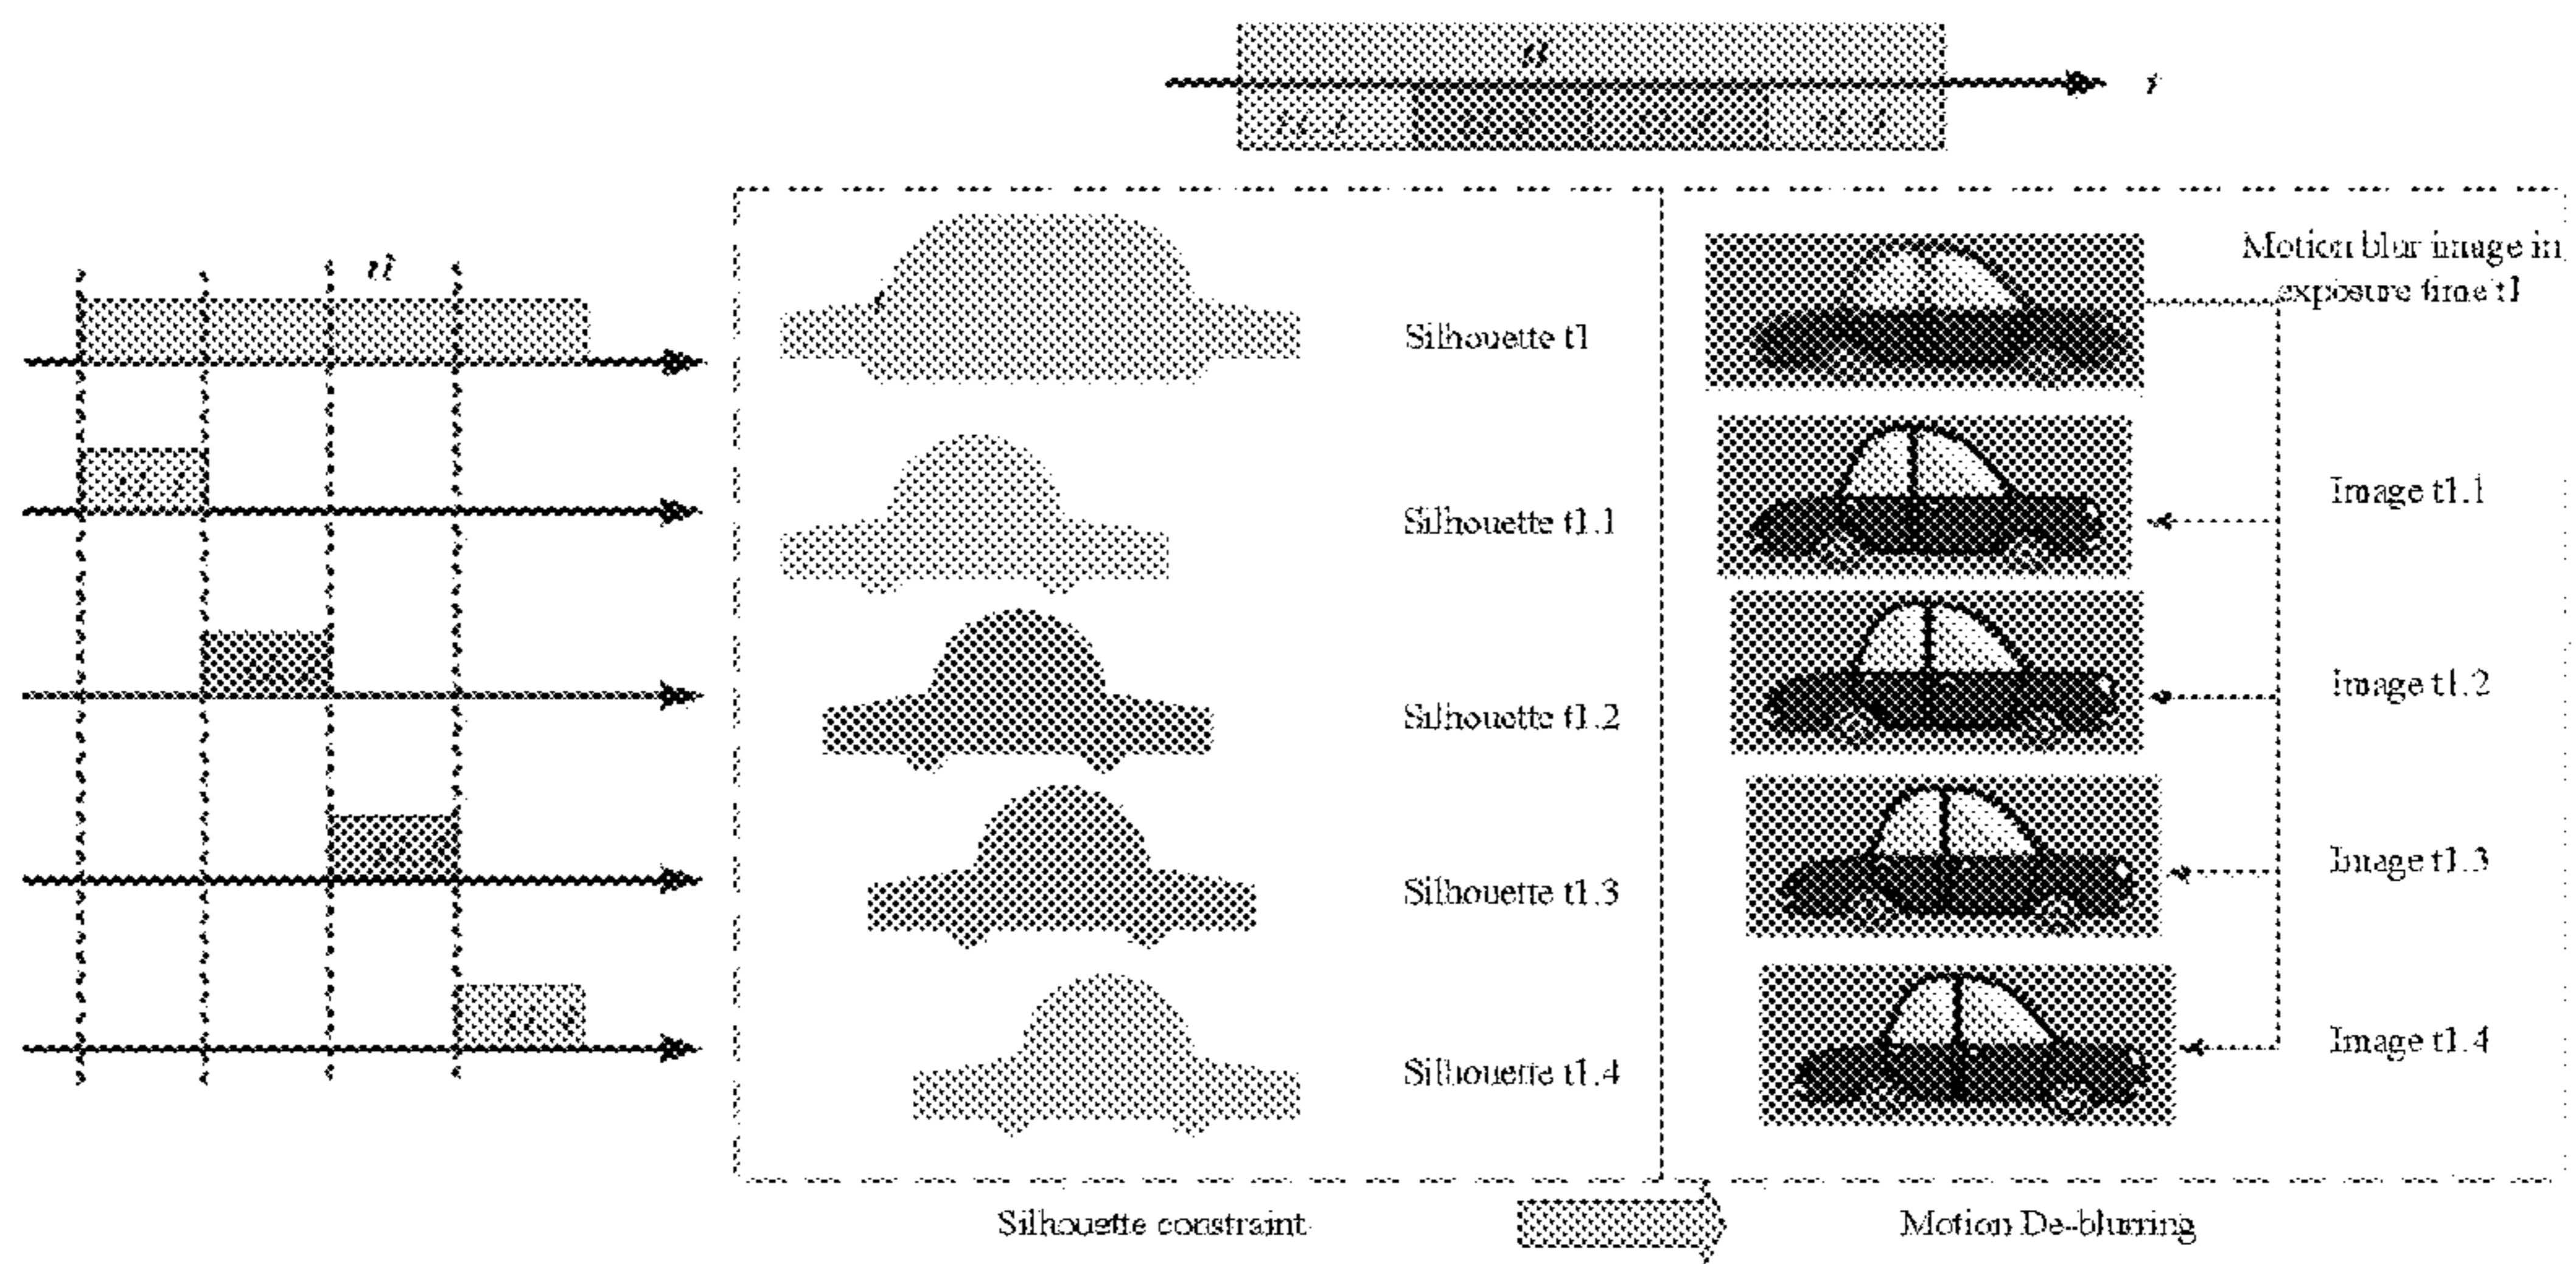 t1
t
t1
Motion blur image in
exposure time t1
Silhouette t1
Silhouette t1.1
Image t1.1
Silhouette t1.2
Image t1.2
Silhouette t1.3
Image t1.3
Silhouette t1.4
Image t1.4
Silhouette constraint
Motion De-blurring